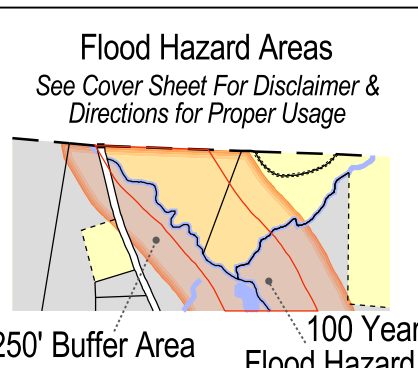 Flood Hazard Areas
See Cover Sheet For Disclaimer &
Directions for Proper Usage
250' Buffer Area
100 Year
Flood Hazard